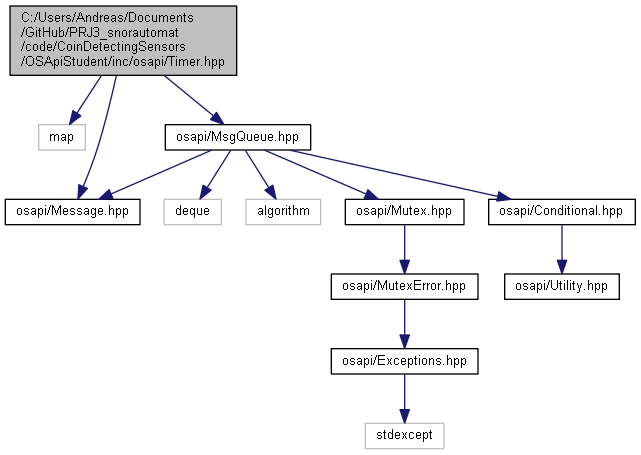 C:/Users/Andreas/Documents
/GitHub/PRJ3_snorautomat
/code/CoinDetectingSensors
/OSApiStudent/inc/osapi/Timer.hpp
map
osapi/MsgQueue.hpp
osapi/Message.hpp
deque
algorithm
osapi/Mutex.hpp
osapi/Conditional.hpp
osapi/MutexError.hpp
osapi/Utility.hpp
osapi/Exceptions.hpp
stdexcept